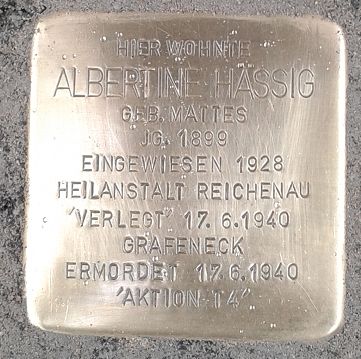 HIER WOHNTE
ALBERTINE HÄSSIG
GEB. MATTES
JG. 1899
EINGEWIESEN 1928
HEILANSTALT REICHENAU
"VERLEGT" 17. 6. 1940
GRAFENECK
ERMORDET 17. 6. 1940
"AKTION T4"